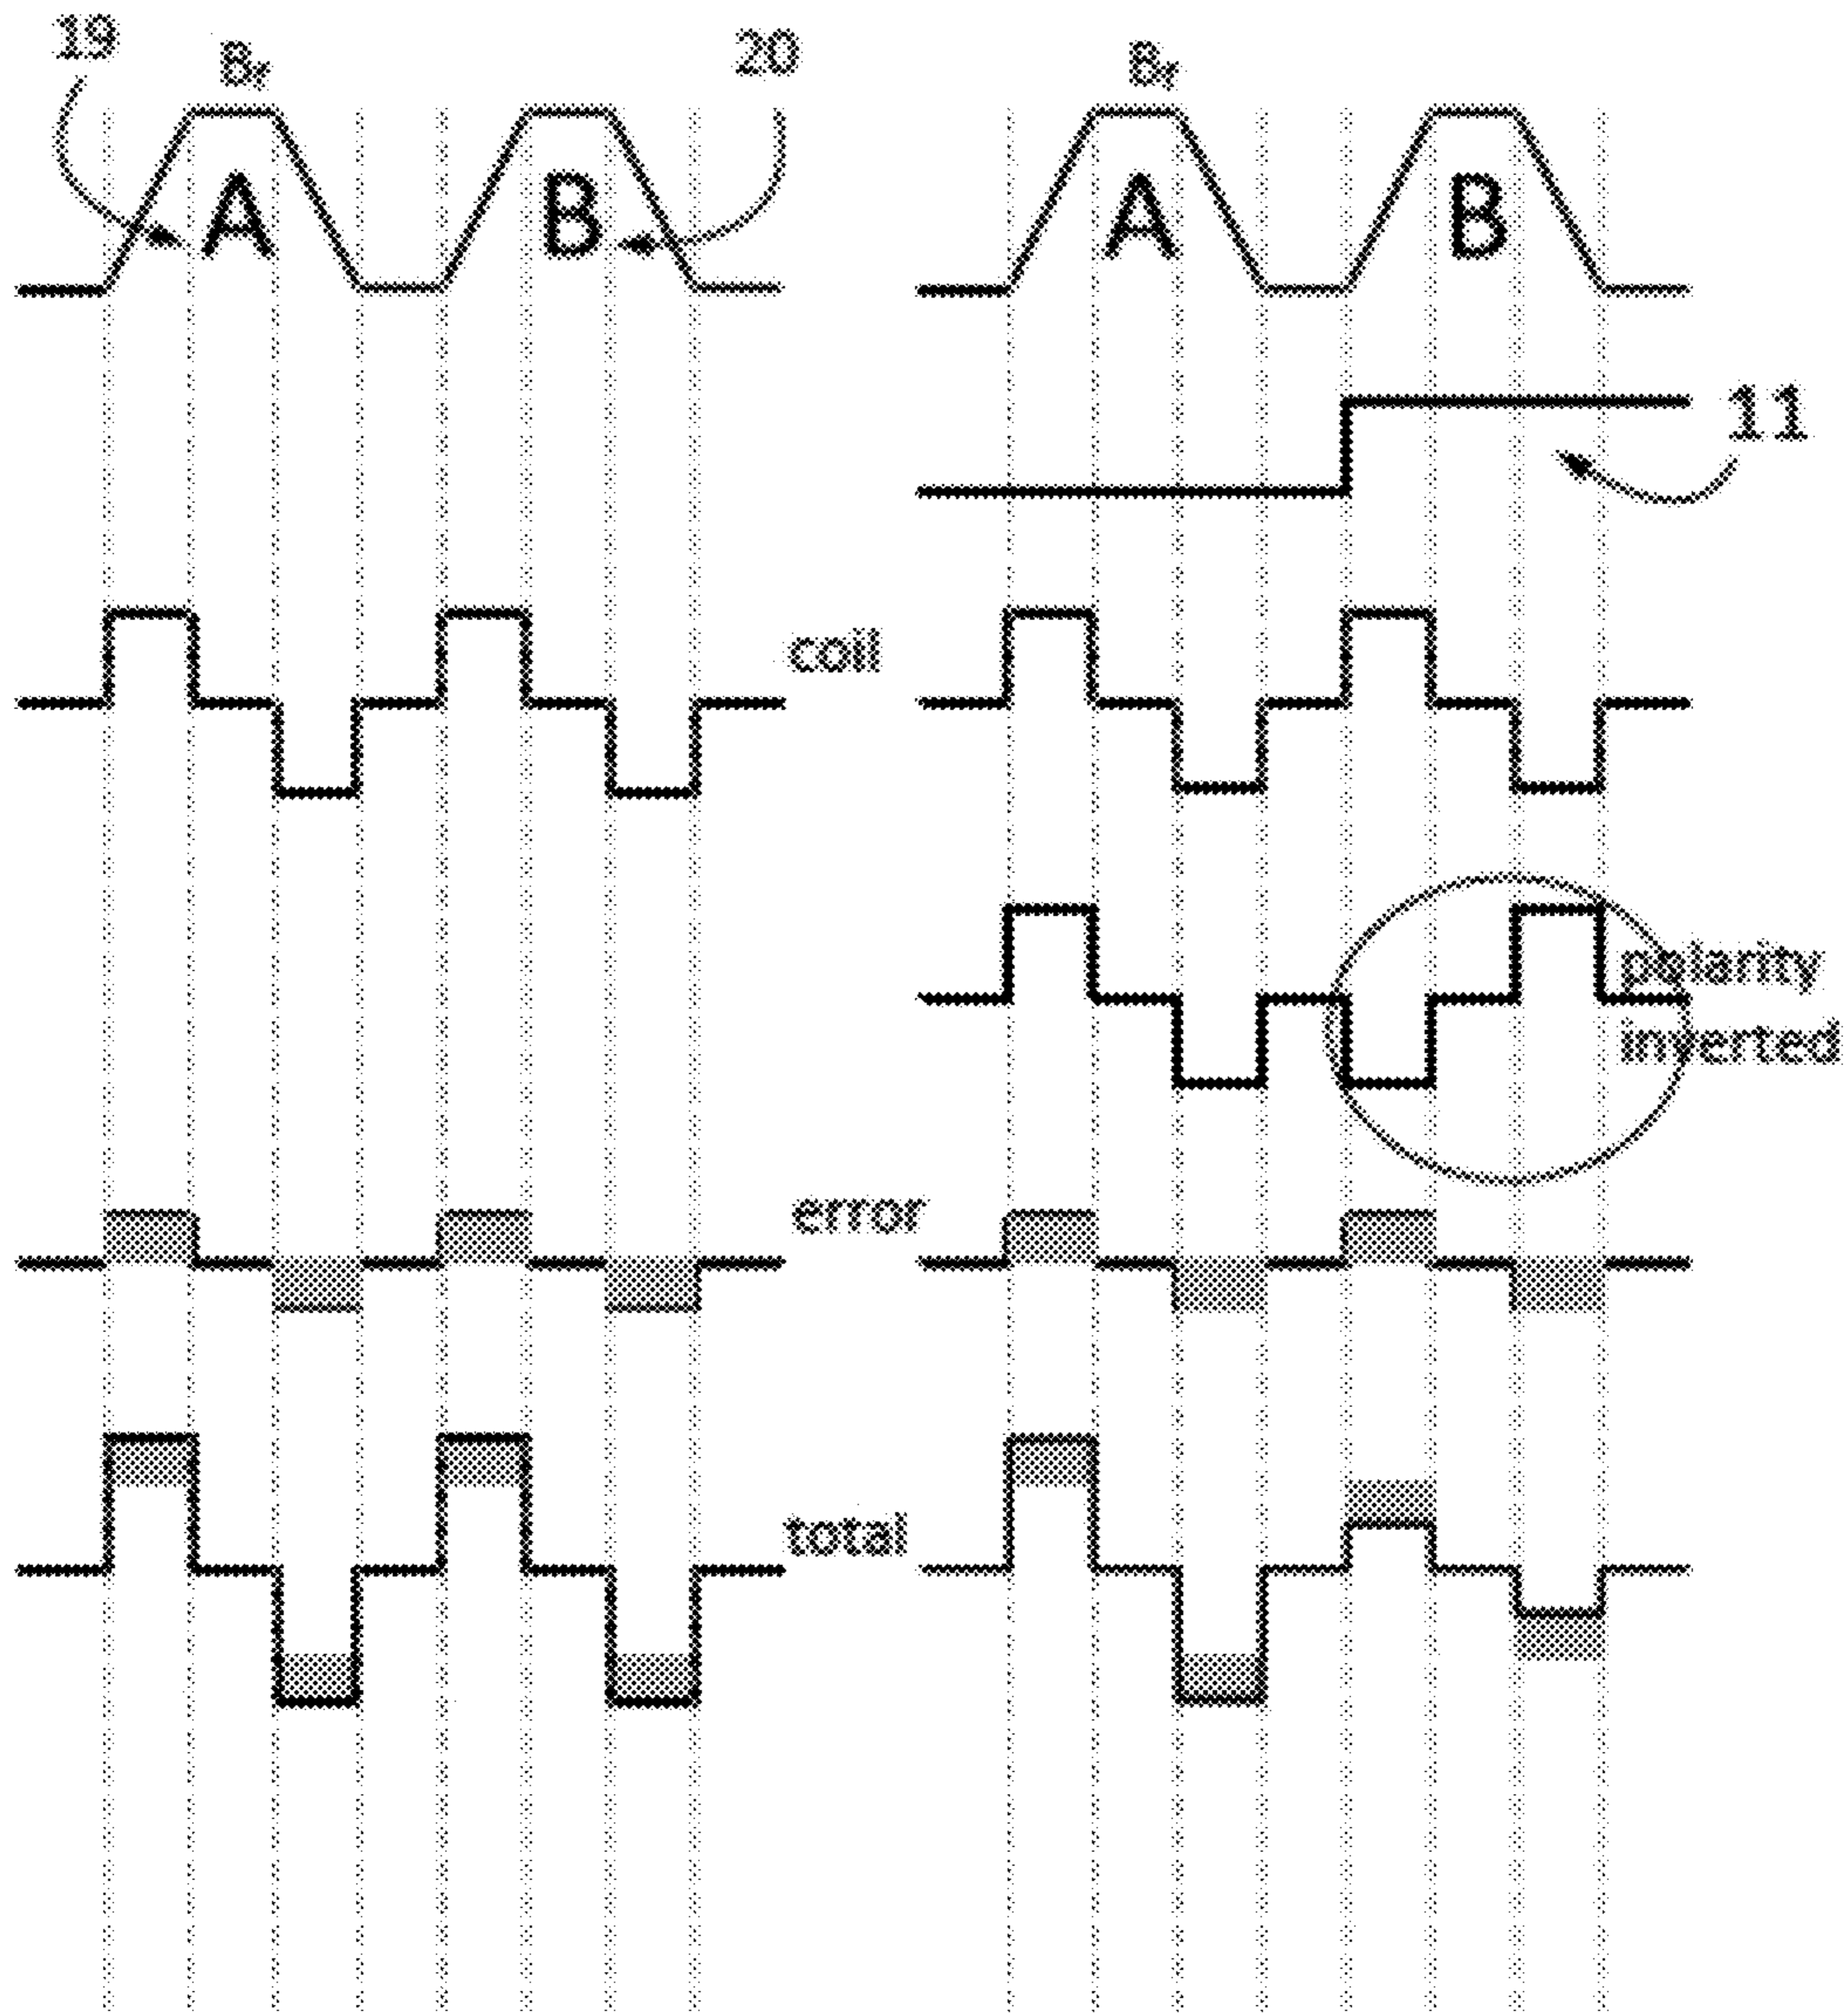 19
Br
20
Br
A
B
A
B
11
coil
polarity
inverted
error
total